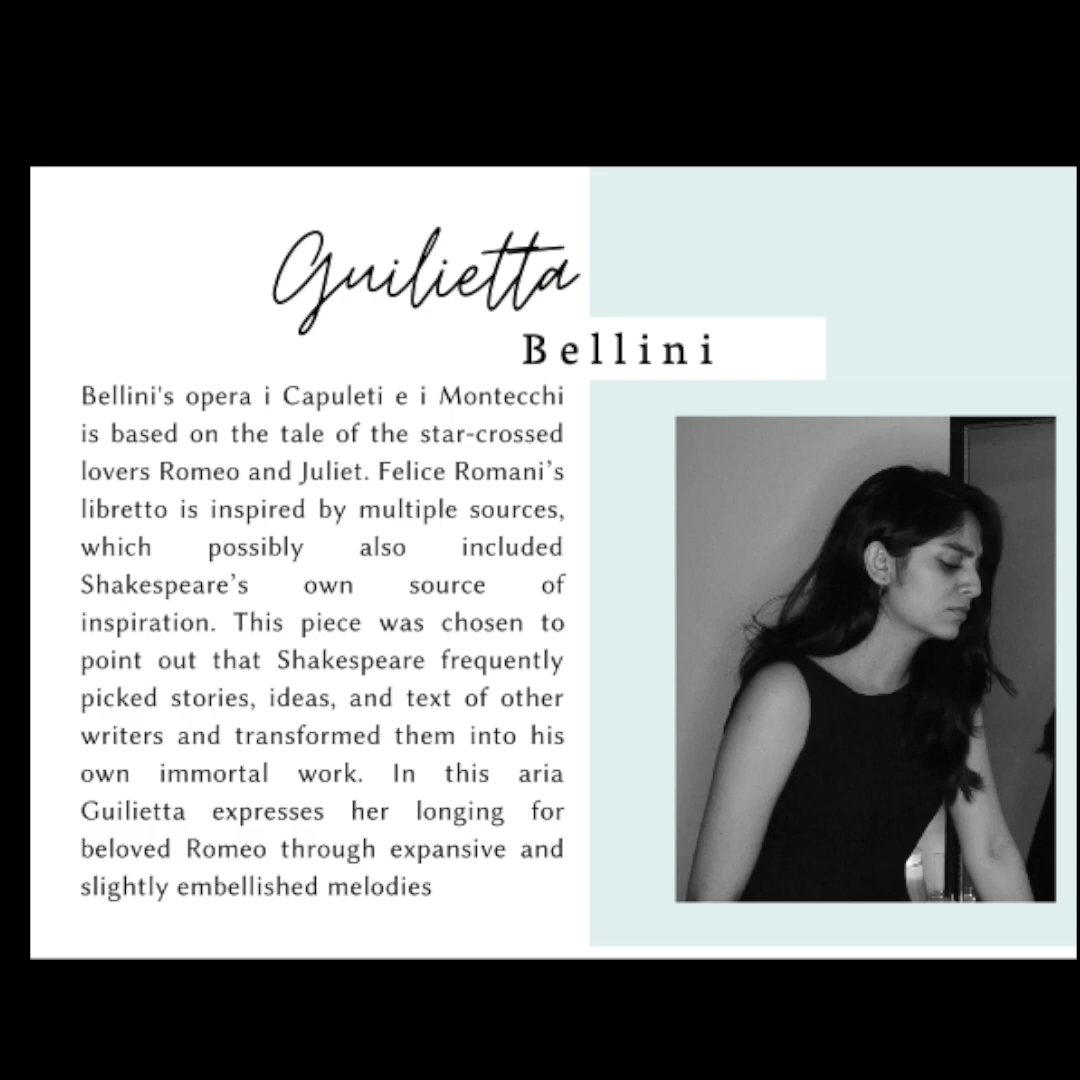 Guilietta
Bellini
Bellini's opera i Capuleti e i Montecchi
is based on the tale of the star-crossed
lovers Romeo and Juliet. Felice Romani’s
libretto is inspired by multiple sources,
which possibly also included
Shakespeare’s own source of
inspiration. This piece was chosen to
point out that Shakespeare frequently
picked stories, ideas, and text of other
writers and transformed them into his
own immortal work. In this aria
Guilietta expresses her longing for
beloved Romeo through expansive and
slightly embellished melodies